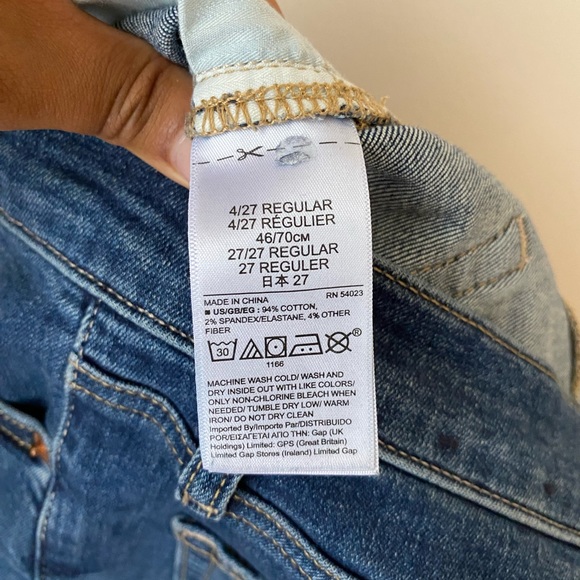 4/27 REGULAR
4/27 RÉGULIER
46/70CM
27/27 REGULAR
27 REGULER
日本 27
MADE IN CHINA RN 54023
■ US/GB/EG : 94% COTTON,
2% SPANDEX/ELASTANE, 4% OTHER
FIBER
30
1166
MACHINE WASH COLD/ WASH AND
DRY INSIDE OUT WITH LIKE COLORS/
ONLY NON-CHLORINE BLEACH WHEN
NEEDED/ TUMBLE DRY LOW/ WARM
IRON/ DO NOT DRY CLEAN
Imported By/Importe Par/DISTRIBUIDO
POR/ΕΙΣΑΓΕΤΑΙ ΑΠΟ ΤΗΝ: Gap (UK
Holdings) Limited: GPS (Great Britain)
Limited Gap Stores (Ireland) Limited Gap